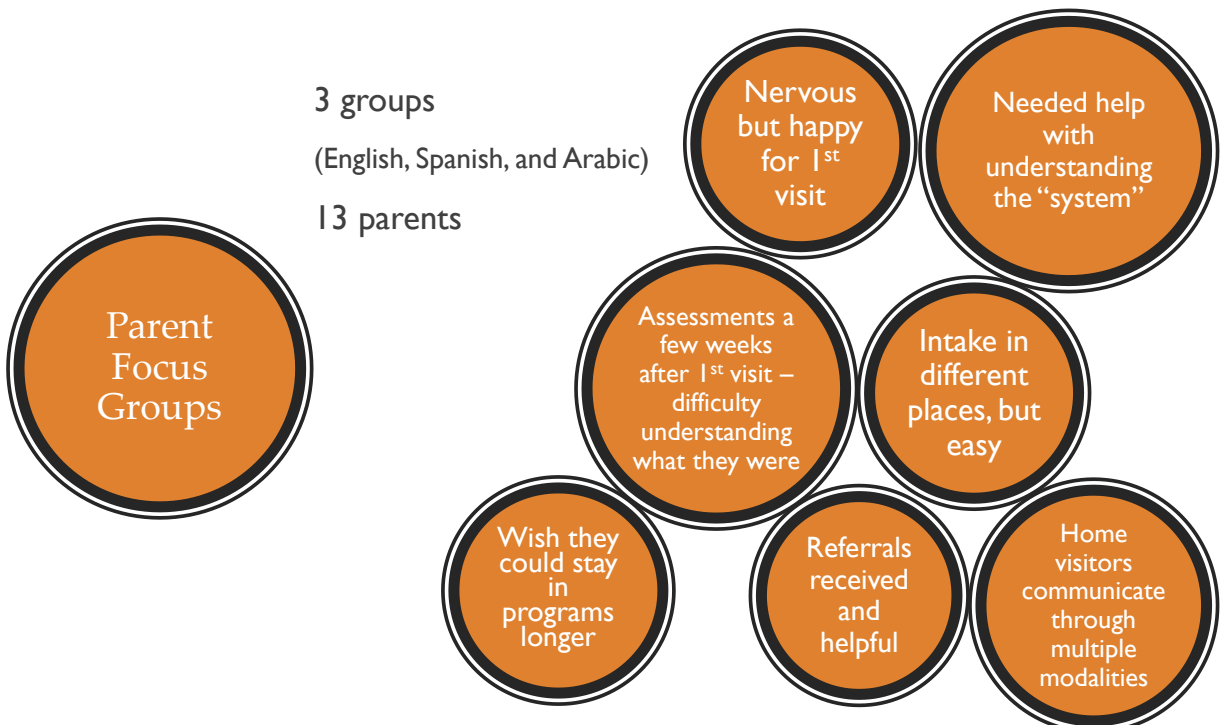 3 groups
(English, Spanish, and Arabic)
13 parents
Parent
Focus
Groups
Nervous
but happy
for 1st
visit
Needed help
with
understanding
the “system”
Assessments a
few weeks
after 1st visit –
difficulty
understanding
what they were
Intake in
different
places, but
easy
Wish they
could stay
in
programs
longer
Referrals
received
and
helpful
Home
visitors
communicate
through
multiple
modalities